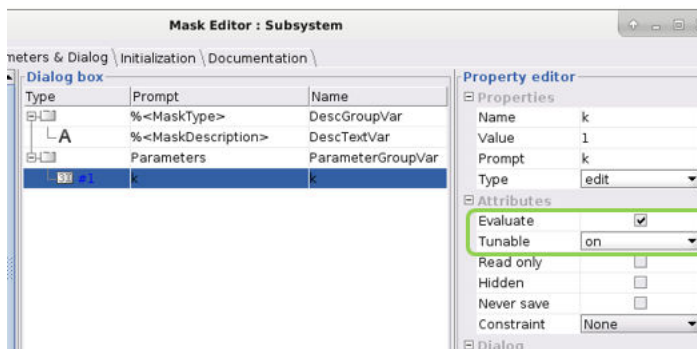 Mask Editor : Subsystem
meters & Dialog \ Initialization \ Documentation \
Dialog box
Type Prompt Name
%<MaskType> DescGroupVar
A %<MaskDescription> DescTextVar
Parameters ParameterGroupVar
31 #1 k k
Property editor
Properties
Name k
Value 1
Prompt k
Type edit
Attributes
Evaluate
Tunable on
Read only
Hidden
Never save
Constraint None
Dialog